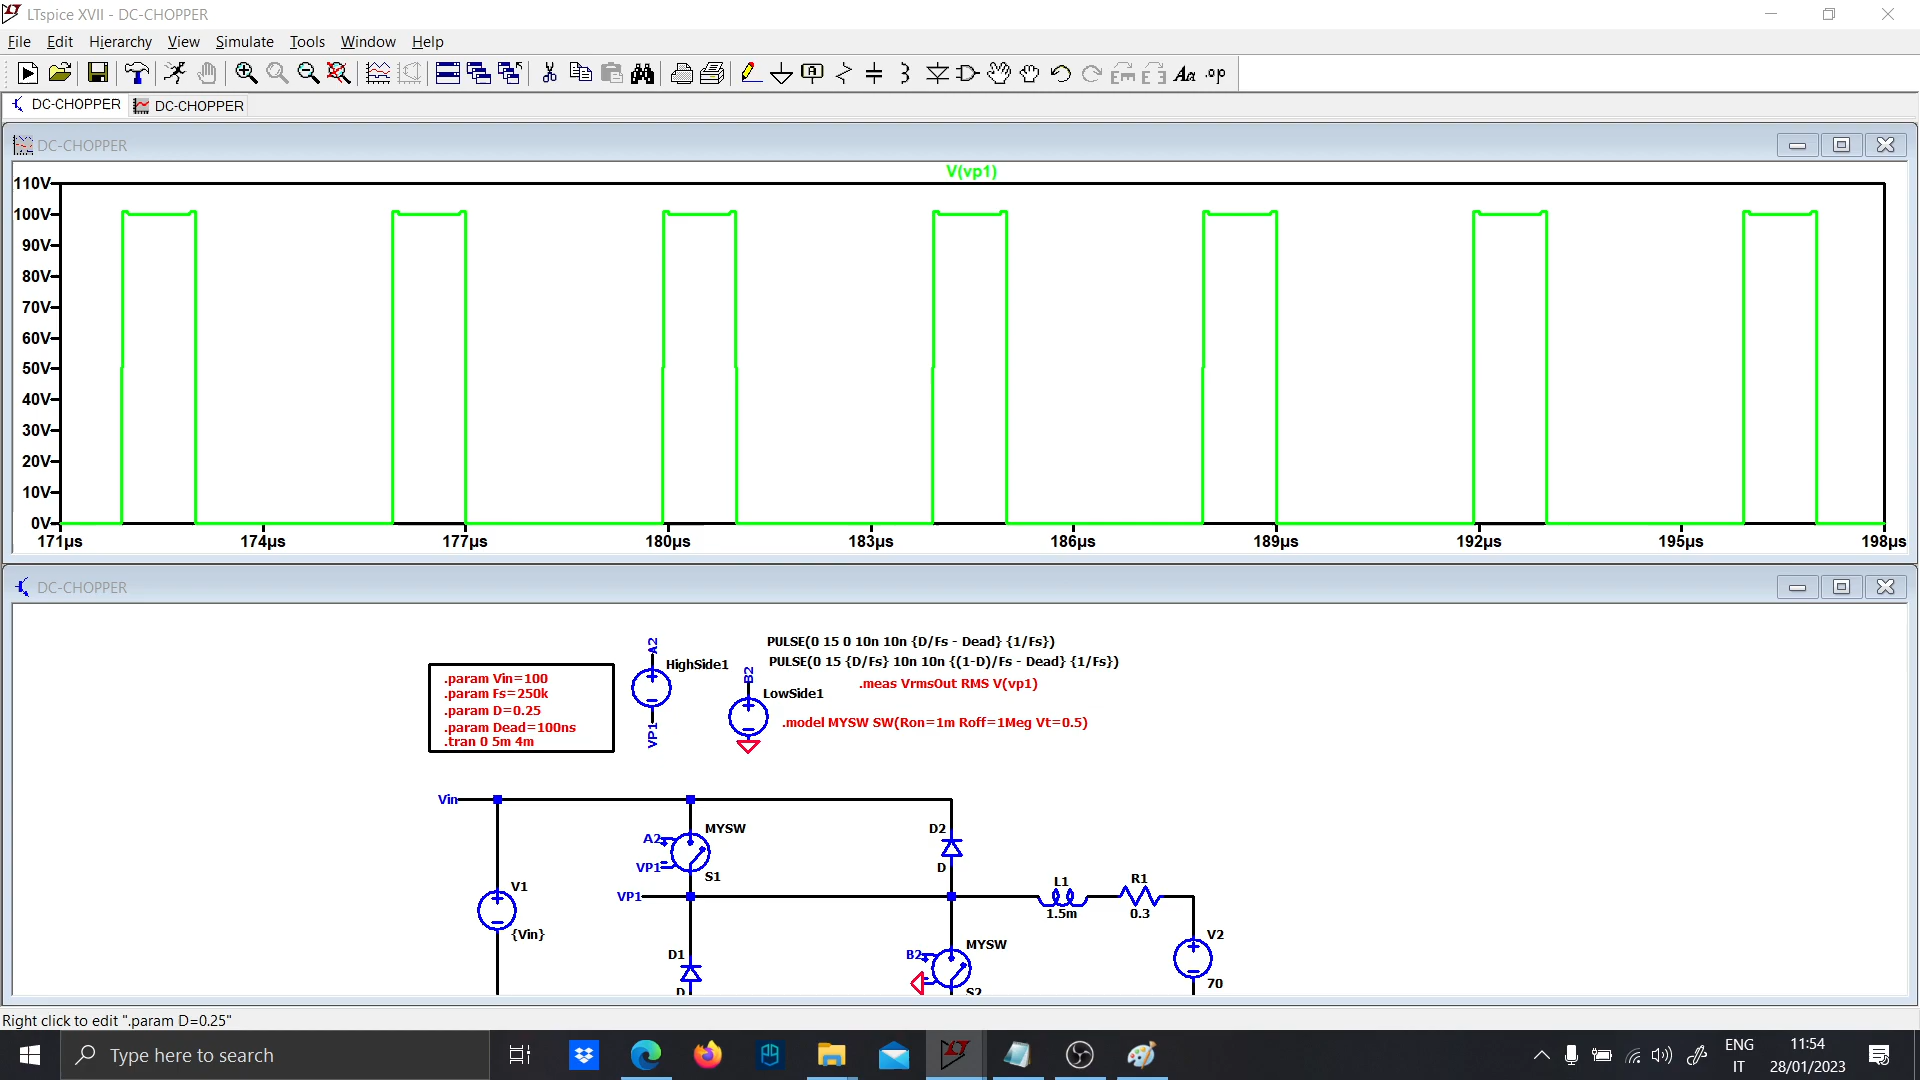 LTspice XVII - DC-CHOPPER
File Edit Hierarchy View Simulate Tools Window Help
A
Aa .op
DC-CHOPPER DC-CHOPPER
DC-CHOPPER
V(vp1)
110V
100V
90V
80V
70V
60V
50V
40V
30V
20V
10V
0V
171µs 174µs 177µs 180µs 183µs 186µs 189µs 192µs 195µs 198µs
DC-CHOPPER
.param Vin=100
.param Fs=250k
.param D=0.25
.param Dead=100ns
.tran 0 5m 4m
A2
HighSide1
VP1
B2
LowSide1
PULSE(0 15 0 10n 10n {D/Fs - Dead} {1/Fs})
PULSE(0 15 {D/Fs} 10n 10n {(1-D)/Fs - Dead} {1/Fs})
.meas VrmsOut RMS V(vp1)
.model MYSW SW(Ron=1m Roff=1Meg Vt=0.5)
Vin
A2
MYSW
VP1
S1
D2
D
V1
{Vin}
VP1
L1
1.5m
R1
0.3
D1
D
B2
MYSW
S2
V2
70
Right click to edit ".param D=0.25"
Type here to search
ENG
IT
11:54
28/01/2023